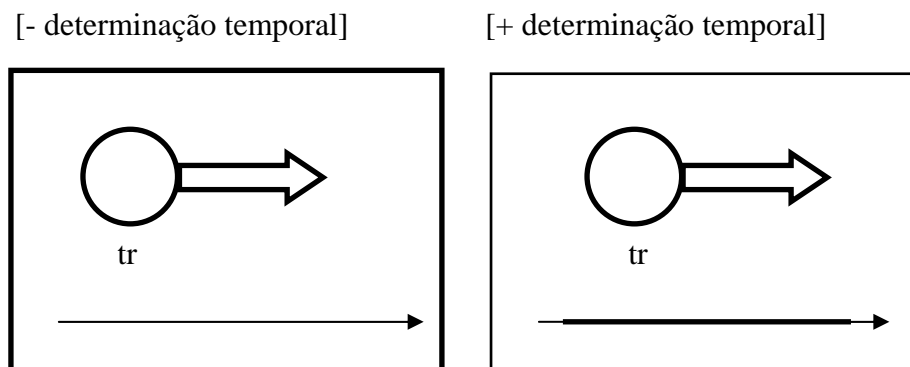 [- determinação temporal] [+ determinação temporal]
tr tr